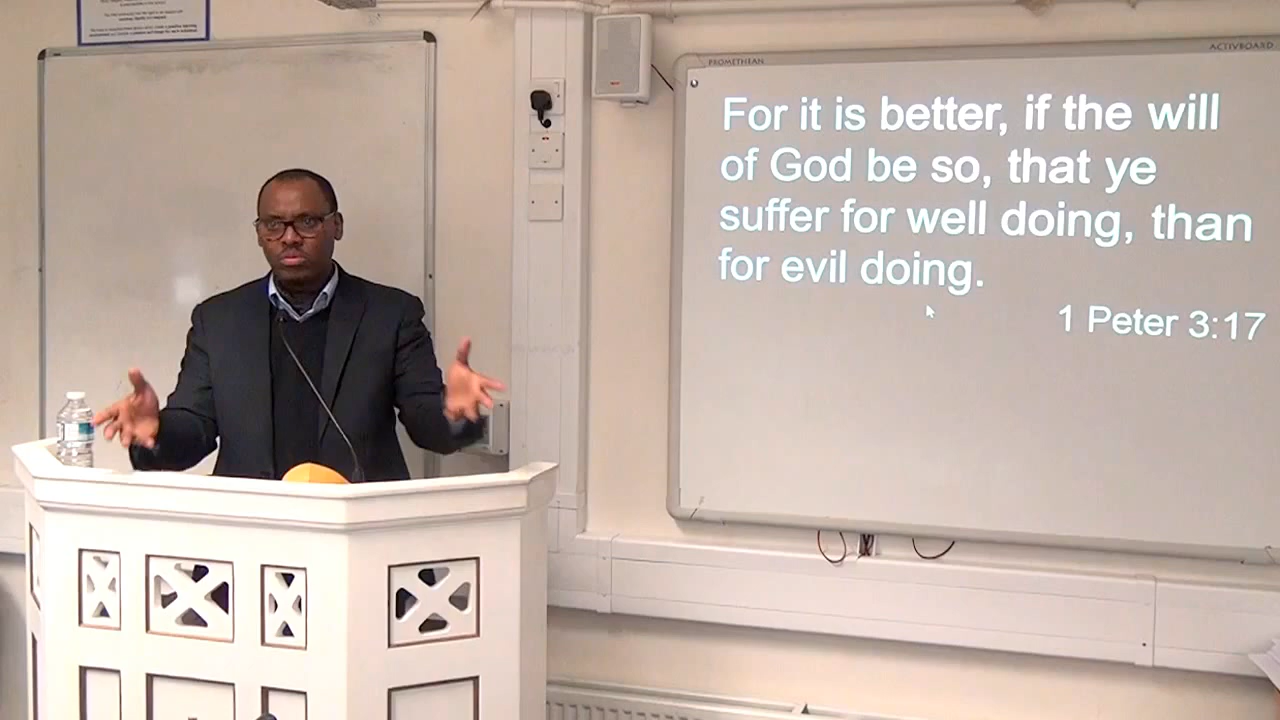 PROMETHEAN
ACTIVBOARD
For it is better, if the will
of God be so, that ye
suffer for well doing, than
for evil doing.
1 Peter 3:17